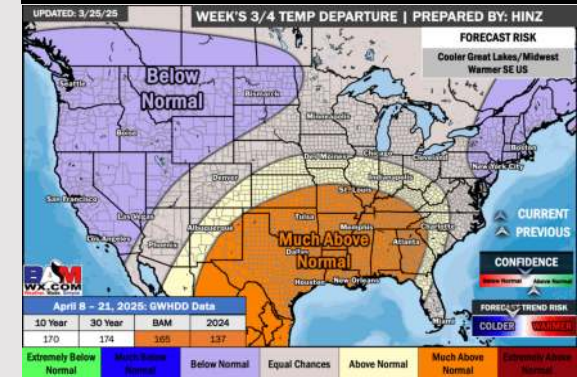 UPDATED: 3/25/25
WEEK'S 3/4 TEMP DEPARTURE | PREPARED BY: HINZ
FORECAST RISK
Cooler Great Lakes/Midwest
Warmer SE US
Below
Normal
Seattle
Bismarck
Minneapolis
Boise
Boston
Des Moines
Chicago
Cleveland
New York City
Denver
Indianapolis
St. Louis
San Francisco
Las Vegas
Los Angeles
Phoenix
Albuquerque
Tulsa
Memphis
Charlotte
Much Above
Normal
Dallas
Atlanta
Houston
New Orleans
Miami
CURRENT
PREVIOUS
CONFIDENCE
Below Normal
Above Normal
FORECAST TREND RISK
COLDER
WARMER
BAM
WX.COM
April 8 - 21, 2025: GWHDD Data
10 Year 30 Year BAM 2024
170 174 165 137
Extremely Below Normal
Much Below Normal
Below Normal
Equal Chances
Above Normal
Much Above Normal
Extremely Above Normal